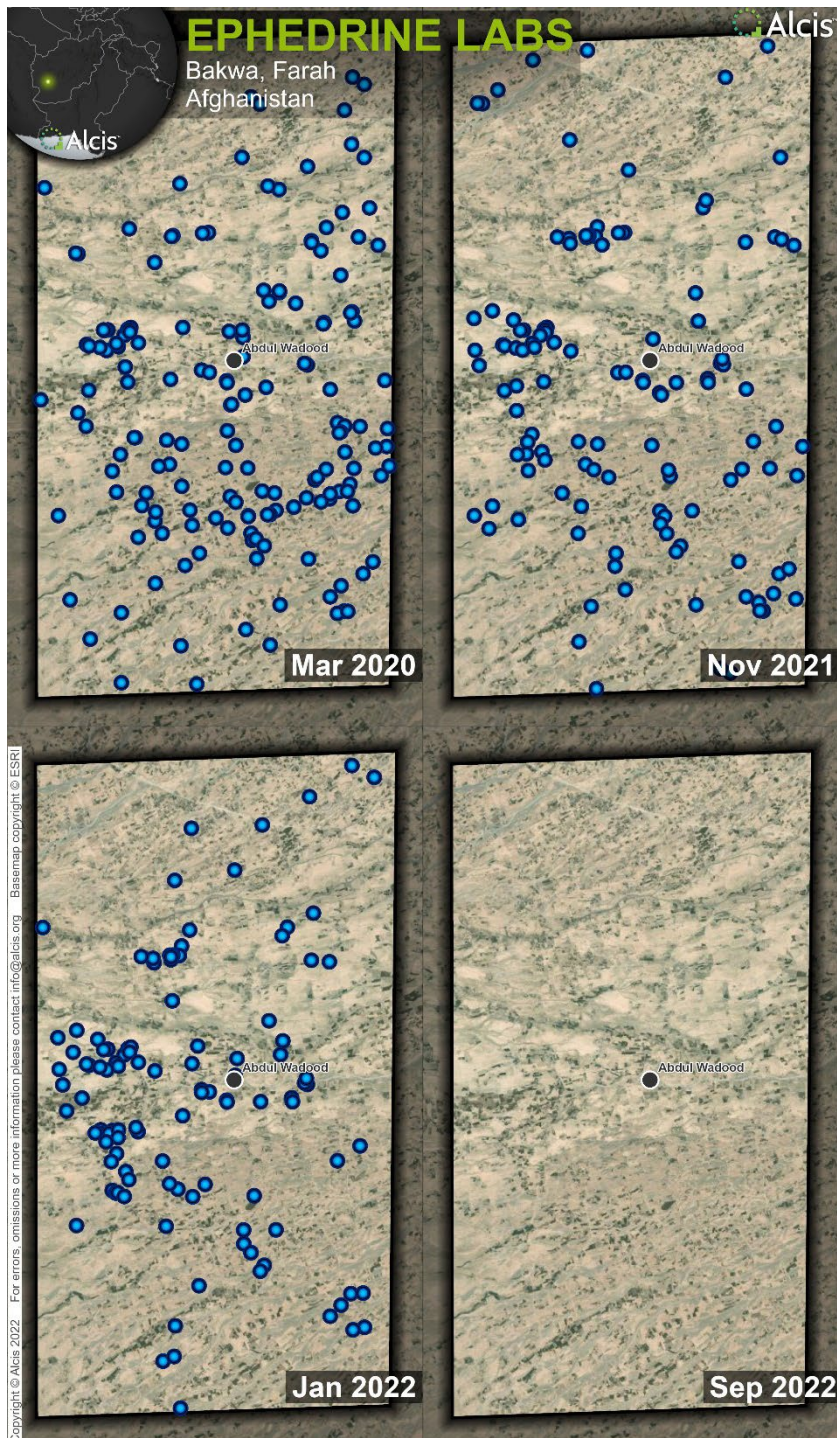 EPHEDRINE LABS
Bakwa, Farah
Afghanistan
Alcis
Alcis
Abdul Wadood
Mar 2020
Abdul Wadood
Nov 2021
Abdul Wadood
Jan 2022
Abdul Wadood
Sep 2022
Copyright © Alcis 2022 For errors, omissions or more information please contact info@alcis.org Basemap copyright © ESRI